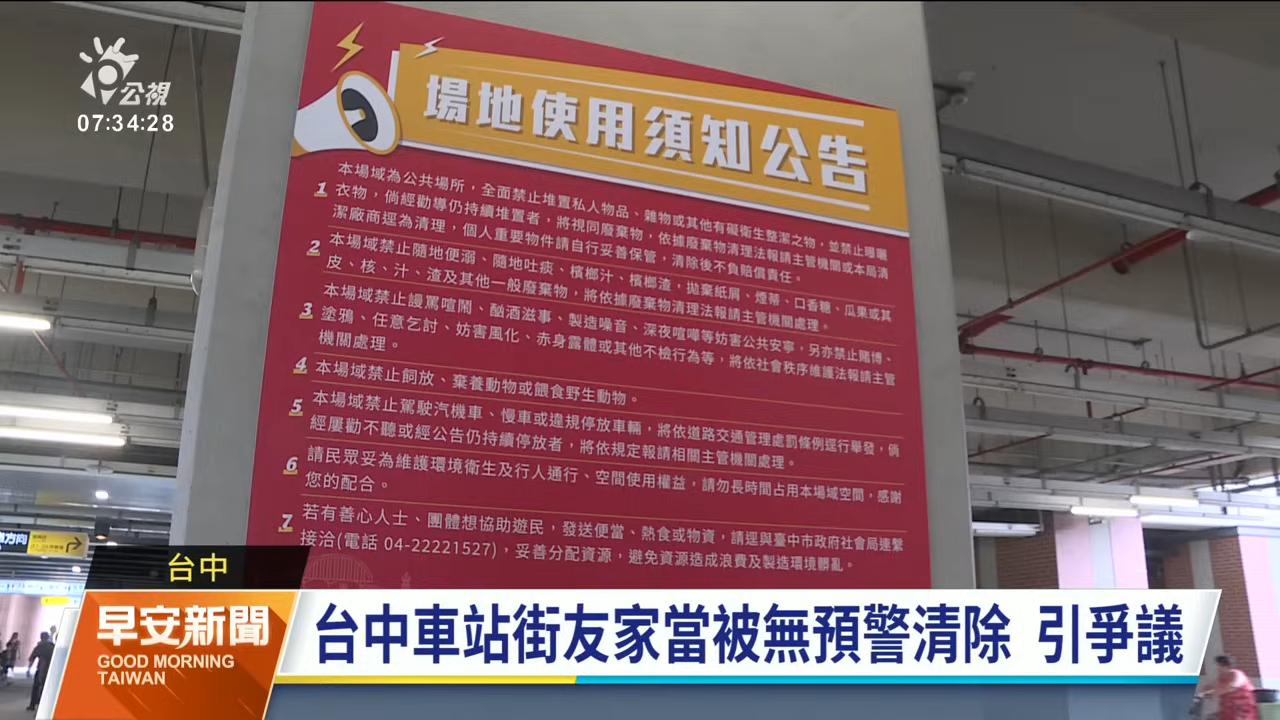 公視
07:34:28
場地使用須知公告
1 本場域為公共場所，全面禁止堆置私人物品、雜物或其他有礙衛生整潔之物，並禁止曝曬
衣物，倘經勸導仍持續堆置者，將視同廢棄物，依據廢棄物清理法報請主管機關或本局清
潔廠商逕為清理，個人重要物件請自行妥善保管，清除後不負賠償責任。
2 本場域禁止隨地便溺、隨地吐痰、檳榔汁、檳榔渣，拋棄紙屑、煙蒂、口香糖、瓜果或其
皮、核、汁、渣及其他一般廢棄物，將依據廢棄物清理法報請主管機關處理。
3 本場域禁止謾罵喧鬧、酗酒滋事、製造噪音、深夜喧嘩等妨害公共安寧，另亦禁止賭博、
塗鴉、任意乞討、妨害風化、赤身露體或其他不檢行為等，將依社會秩序維護法報請主管
機關處理。
4 本場域禁止飼放、棄養動物或餵食野生動物。
5 本場域禁止駕駛汽機車、慢車或違規停放車輛，將依道路交通管理處罰條例逕行舉發，倘
經屢勸不聽或經公告仍持續停放者，將依規定報請相關主管機關處理。
6 請民眾妥為維護環境衛生及行人通行、空間使用權益，請勿長時間占用本場域空間，感謝
您的配合。
7 若有善心人士、團體想協助遊民，發送便當、熱食或物資，請逕與臺中市政府社會局連繫
接洽(電話 04-22221527)，妥善分配資源，避免資源造成浪費及製造環境髒亂。
方向
台中
早安新聞
GOOD MORNING
TAIWAN
台中車站街友家當被無預警清除 引爭議